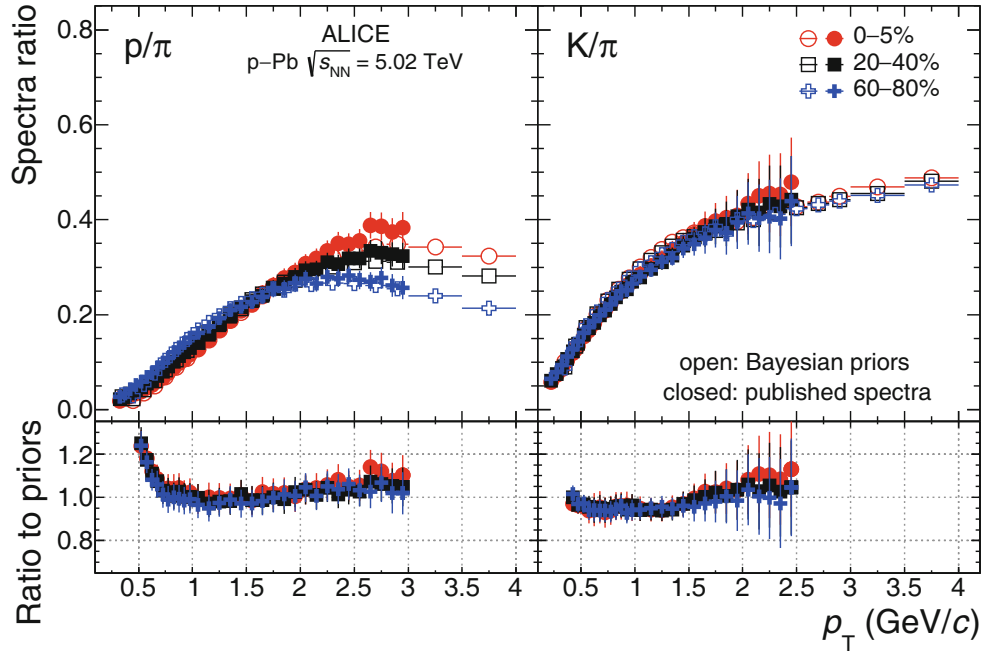 Spectra ratio
0.8
0.6
0.4
0.2
0.0
p/π
ALICE
p−Pb √sNN = 5.02 TeV
K/π
0−5%
20−40%
60−80%
open: Bayesian priors
closed: published spectra
Ratio to priors
1.2
1.0
0.8
0.5 1 1.5 2 2.5 3 3.5 4
0.5 1 1.5 2 2.5 3 3.5 4
pT (GeV/c)